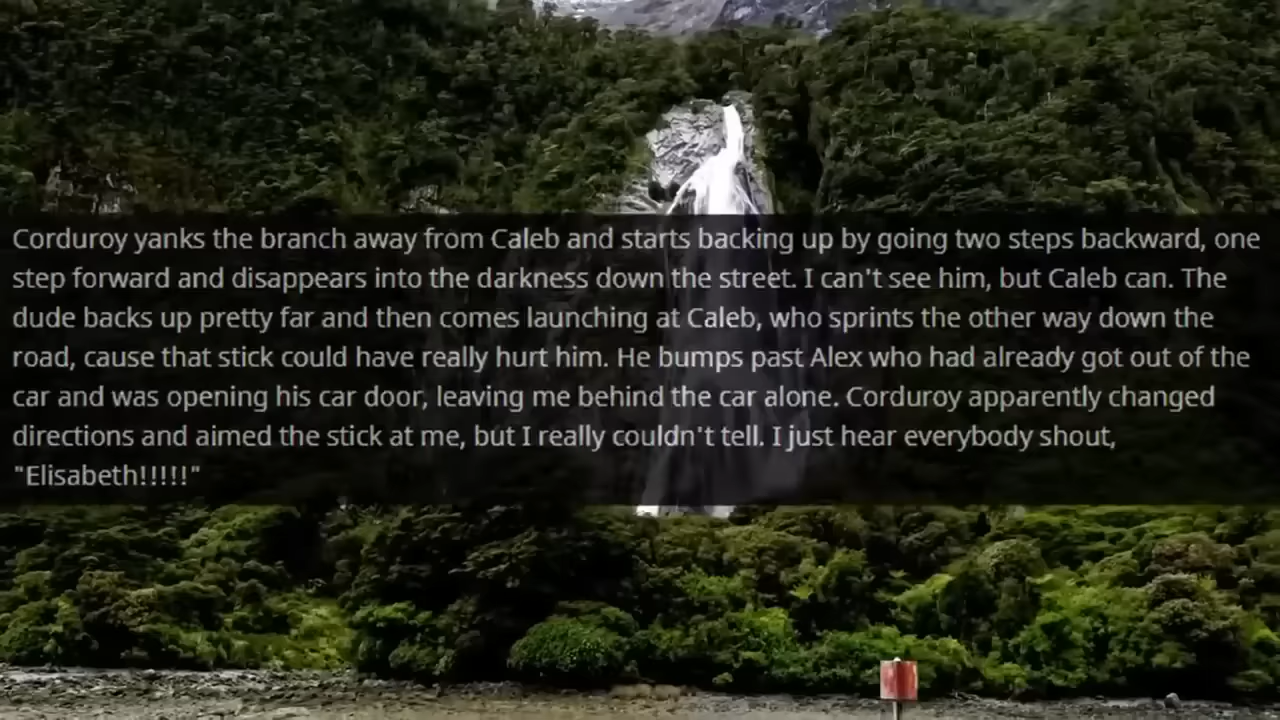 Corduroy yanks the branch away from Caleb and starts backing up by going two steps backward, one
step forward and disappears into the darkness down the street. I can't see him, but Caleb can. The
dude backs up pretty far and then comes launching at Caleb, who sprints the other way down the
road, cause that stick could have really hurt him. He bumps past Alex who had already got out of the
car and was opening his car door, leaving me behind the car alone. Corduroy apparently changed
directions and aimed the stick at me, but I really couldn't tell. I just hear everybody shout,
"Elisabeth!!!!!"